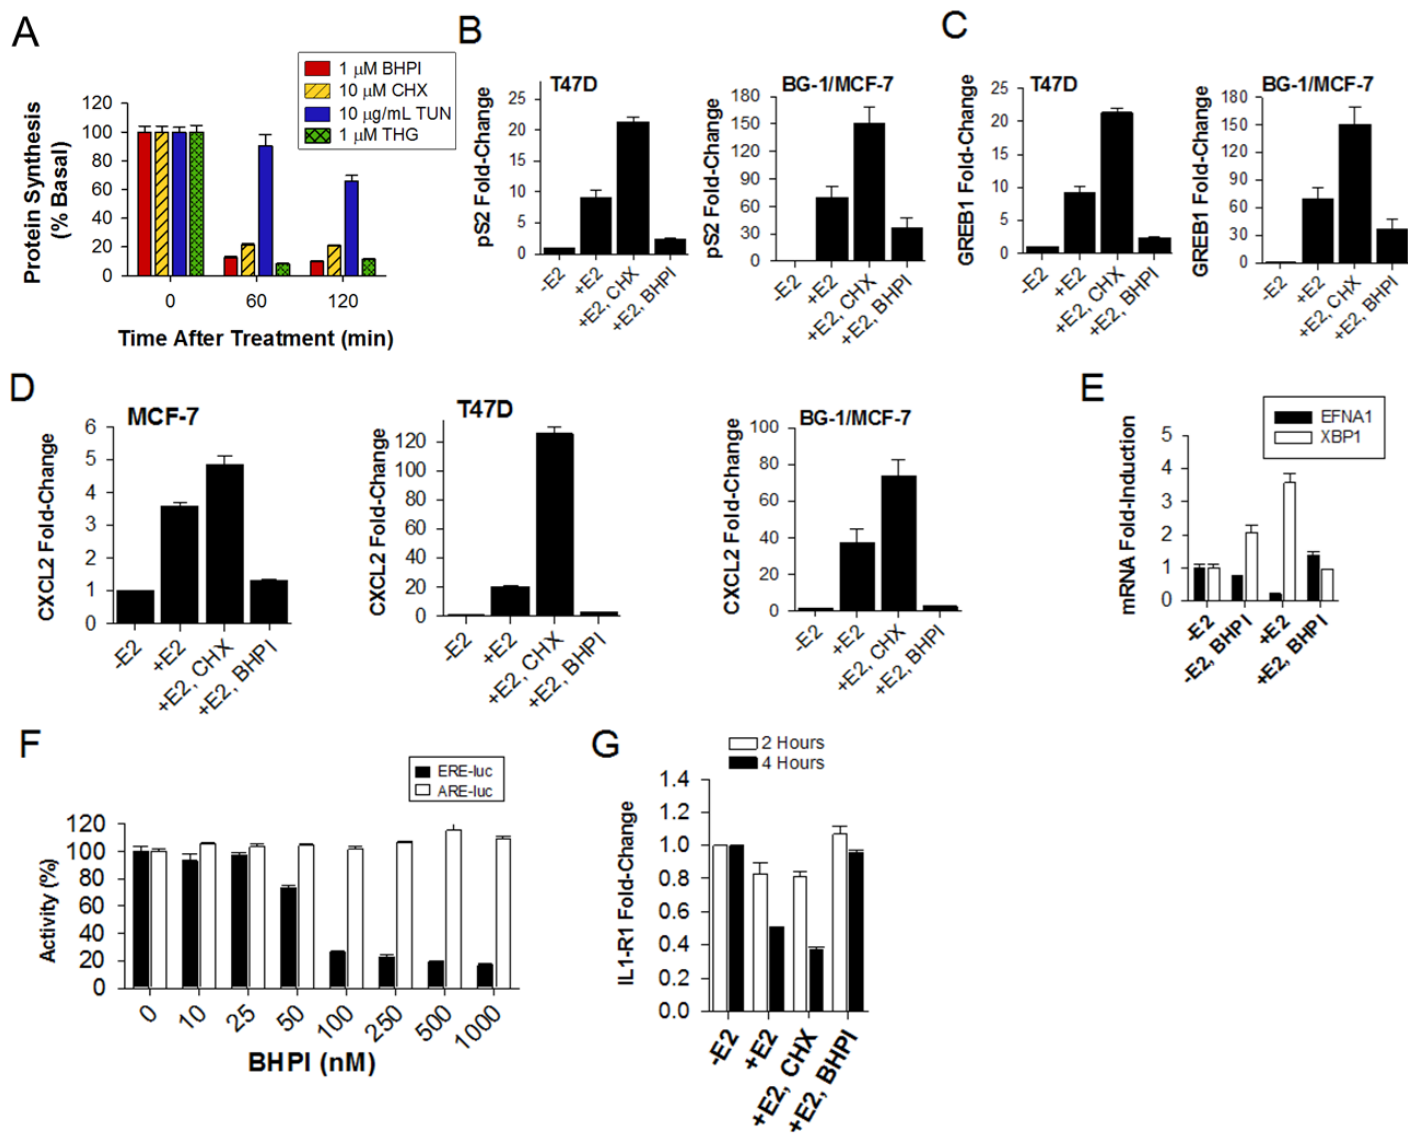 A
1 μM BHPI
10 μM CHX
10 μg/mL TUN
1 μM THG
Protein Synthesis
(% Basal)
120
100
80
60
40
20
0
0
60
120
Time After Treatment (min)
B
T47D
pS2 Fold-Change
25
20
15
10
5
0
-E2
+E2
+E2, CHX
+E2, BHPI
BG-1/MCF-7
pS2 Fold-Change
180
150
120
90
60
30
0
-E2
+E2
+E2, CHX
+E2, BHPI
C
T47D
GREB1 Fold-Change
25
20
15
10
5
0
-E2
+E2
+E2, CHX
+E2, BHPI
BG-1/MCF-7
GREB1 Fold-Change
180
150
120
90
60
30
0
-E2
+E2
+E2, CHX
+E2, BHPI
D
MCF-7
CXCL2 Fold-Change
6
5
4
3
2
1
0
-E2
+E2
+E2, CHX
+E2, BHPI
T47D
CXCL2 Fold-Change
120
100
80
60
40
20
0
-E2
+E2
+E2, CHX
+E2, BHPI
BG-1/MCF-7
CXCL2 Fold-Change
100
80
60
40
20
0
-E2
+E2
+E2, CHX
+E2, BHPI
E
EFNA1
XBP1
mRNA Fold-Induction
5
4
3
2
1
0
-E2
-E2, BHPI
+E2
+E2, BHPI
F
ERE-luc
ARE-luc
Activity (%)
120
100
80
60
40
20
0
0
10
25
50
100
250
500
1000
BHPI (nM)
G
2 Hours
4 Hours
IL1-R1 Fold-Change
1.4
1.2
1.0
0.8
0.6
0.4
0.2
0.0
-E2
+E2
+E2, CHX
+E2, BHPI